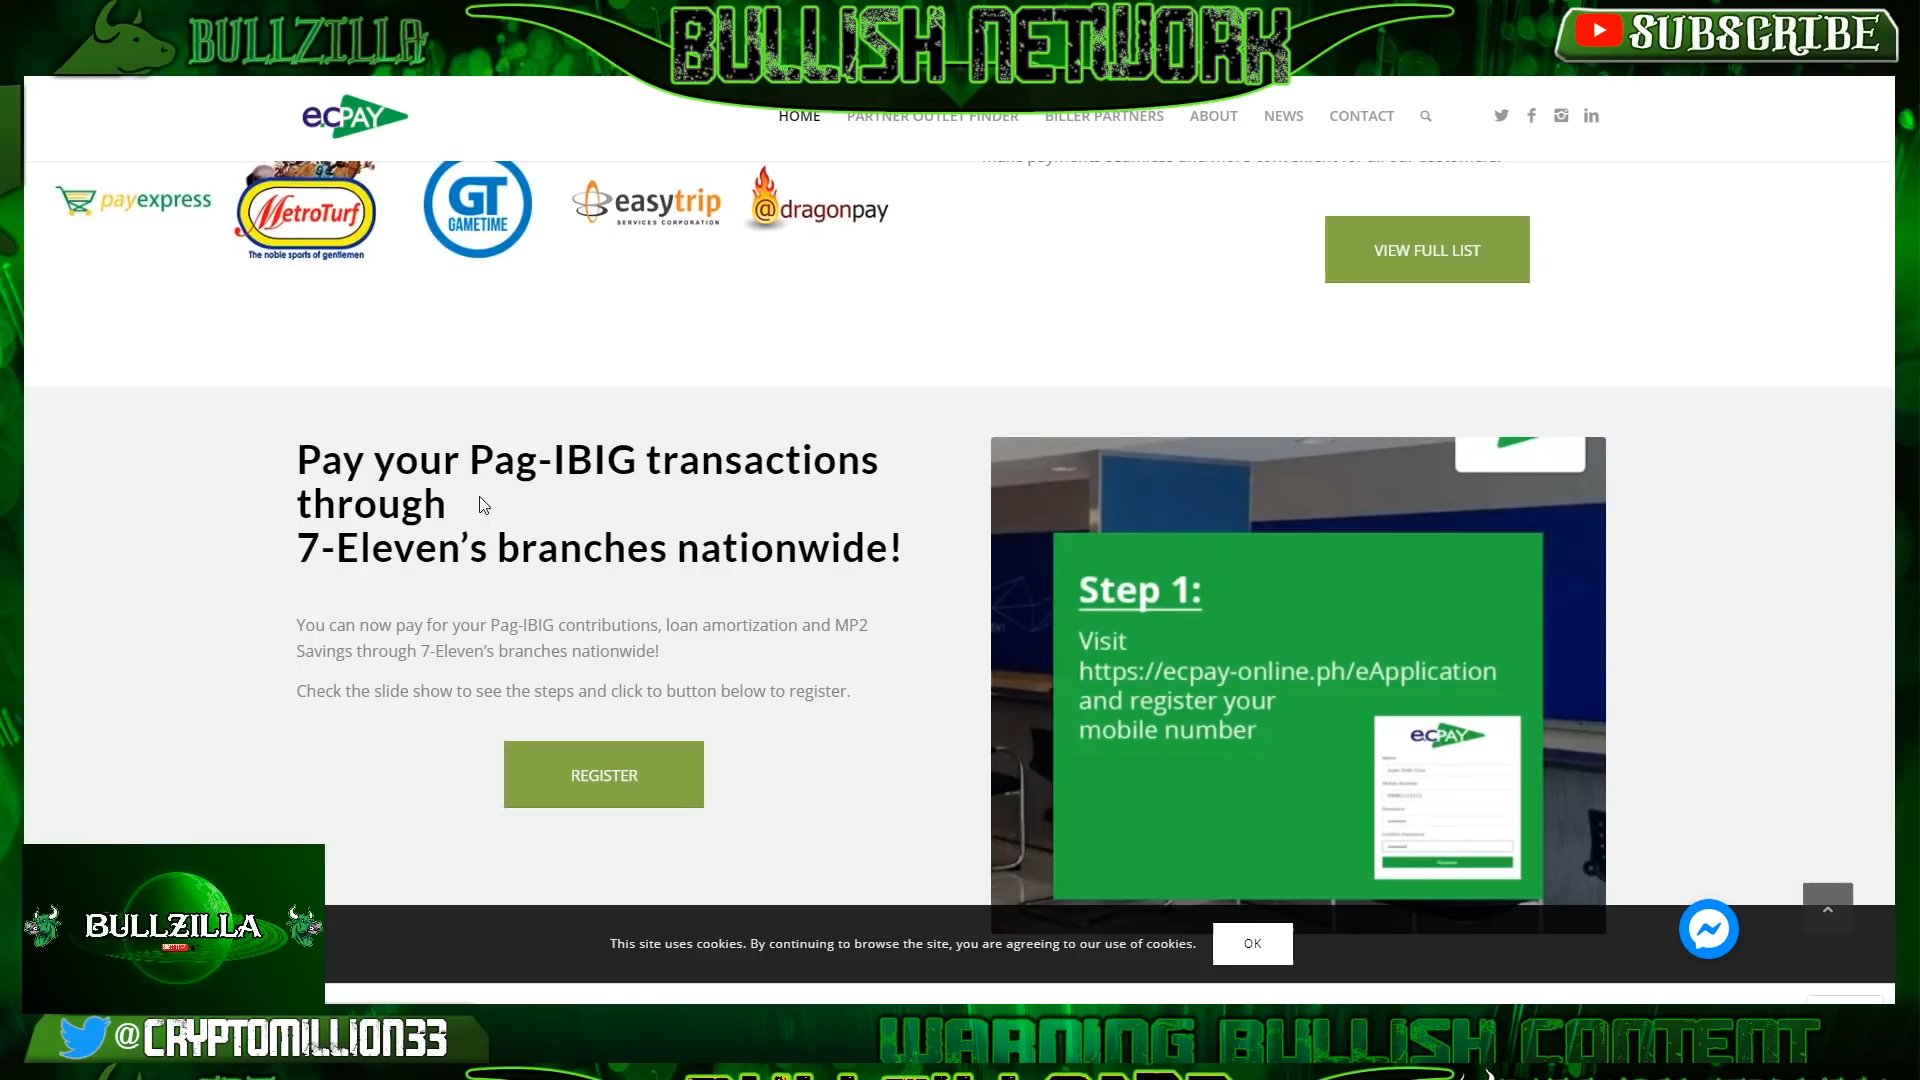 BULLZILLA
BULLISH NETWORK
SUBSCRIBE
ecPAY
HOME
PARTNER OUTLET FINDER
BILLER PARTNERS
ABOUT
NEWS
CONTACT
make payments seamless and more convenient for all our customers.
payexpress
MetroTurf
The noble sports of gentlemen
GT
GAMETIME
easytrip
SERVICES CORPORATION
@dragonpay
VIEW FULL LIST
Pay your Pag-IBIG transactions
through
7-Eleven’s branches nationwide!
You can now pay for your Pag-IBIG contributions, loan amortization and MP2
Savings through 7-Eleven’s branches nationwide!
Check the slide show to see the steps and click to button below to register.
REGISTER
Step 1:
Visit
https://ecpay-online.ph/eApplication
and register your
mobile number
ecPAY
BULLZILLA
This site uses cookies. By continuing to browse the site, you are agreeing to our use of cookies.
OK
@CRYPTOMILLION33
WARNING BULLISH CONTENT